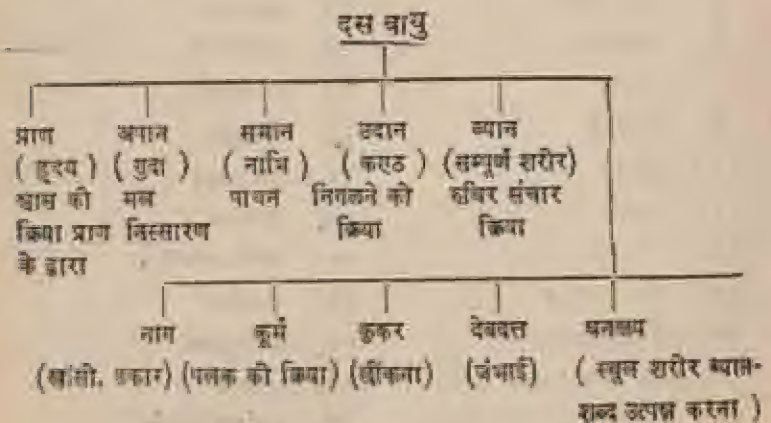 दस वायु
प्राण अपान समान उदान व्यान
( हृदय ) ( गुदा ) ( नाभि ) ( कण्ठ ) (सम्पूर्ण शरीर)
श्वास की मल पाचन निगलने की रुधिर संचार
क्रिया प्राण निस्सारण क्रिया क्रिया
के द्वारा
नाग कूर्म कुकर देवदत्त धनञ्जय
(खांसी, डकार) (पलक की क्रिया) (छींकना) (जंभाई) ( स्थूल शरीर व्याप्त-
शब्द उत्पन्न करना )